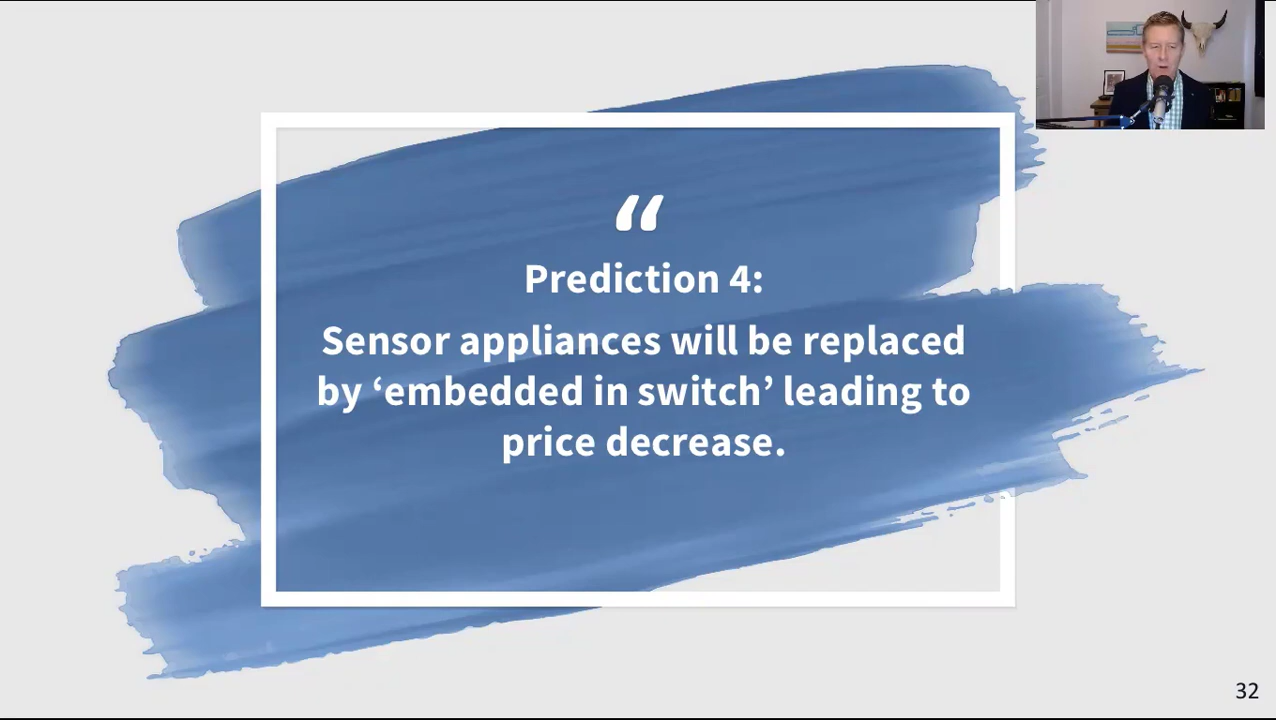 “
Prediction 4:
Sensor appliances will be replaced
by ‘embedded in switch’ leading to
price decrease.
32